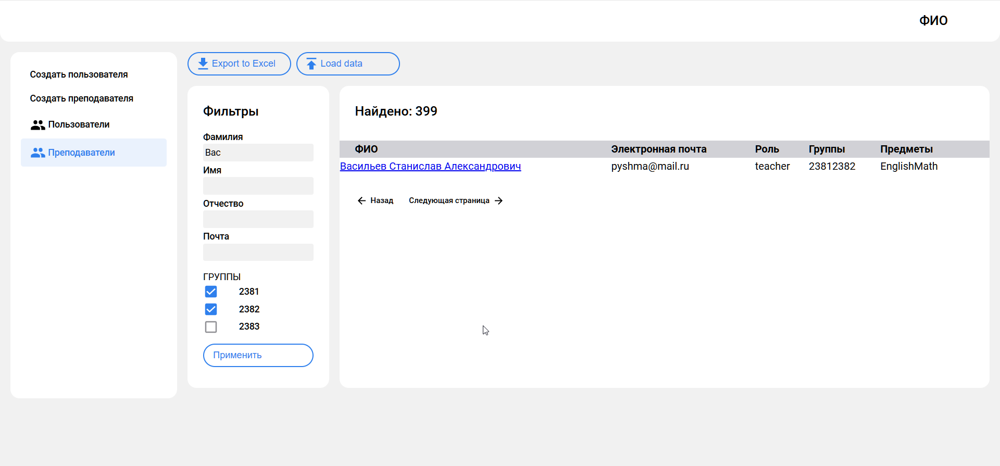 ФИО
Создать пользователя
Создать преподавателя
Пользователи
Преподаватели
Export to Excel
Load data
Фильтры
Фамилия
Вас
Имя
Отчество
Почта
ГРУППЫ
2381
2382
2383
Применить
Найдено: 399
ФИО Электронная почта Роль Группы Предметы
Васильев Станислав Александрович pyshma@mail.ru teacher 23812382 EnglishMath
Назад Следующая страница